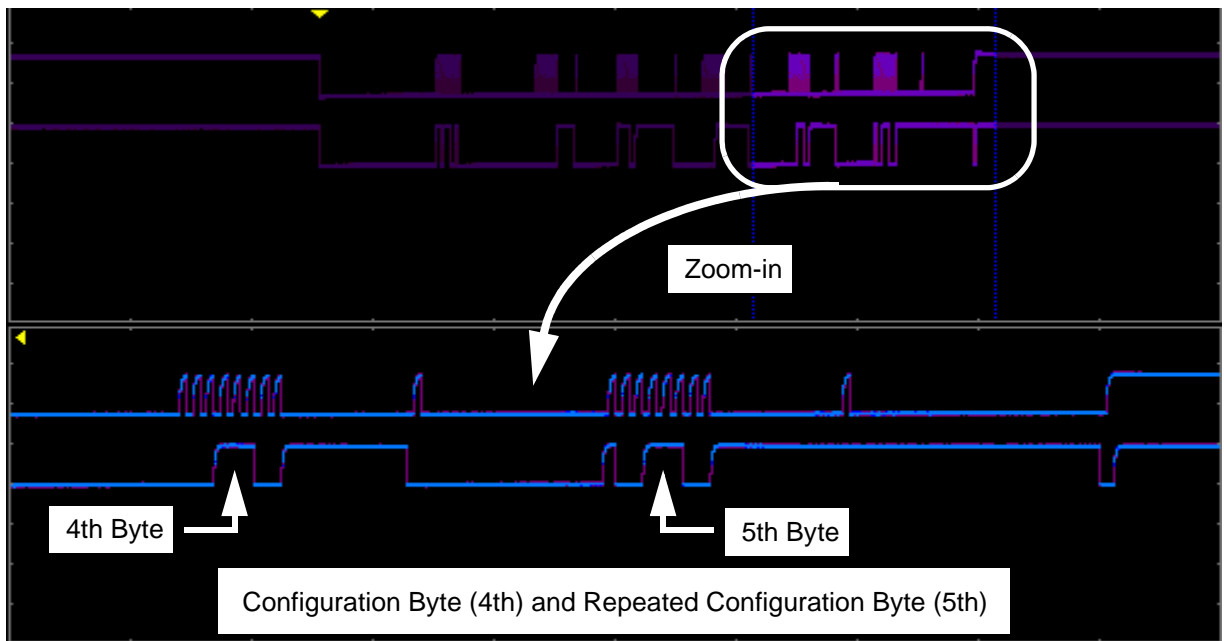 Zoom-in
4th Byte
5th Byte
Configuration Byte (4th) and Repeated Configuration Byte (5th)